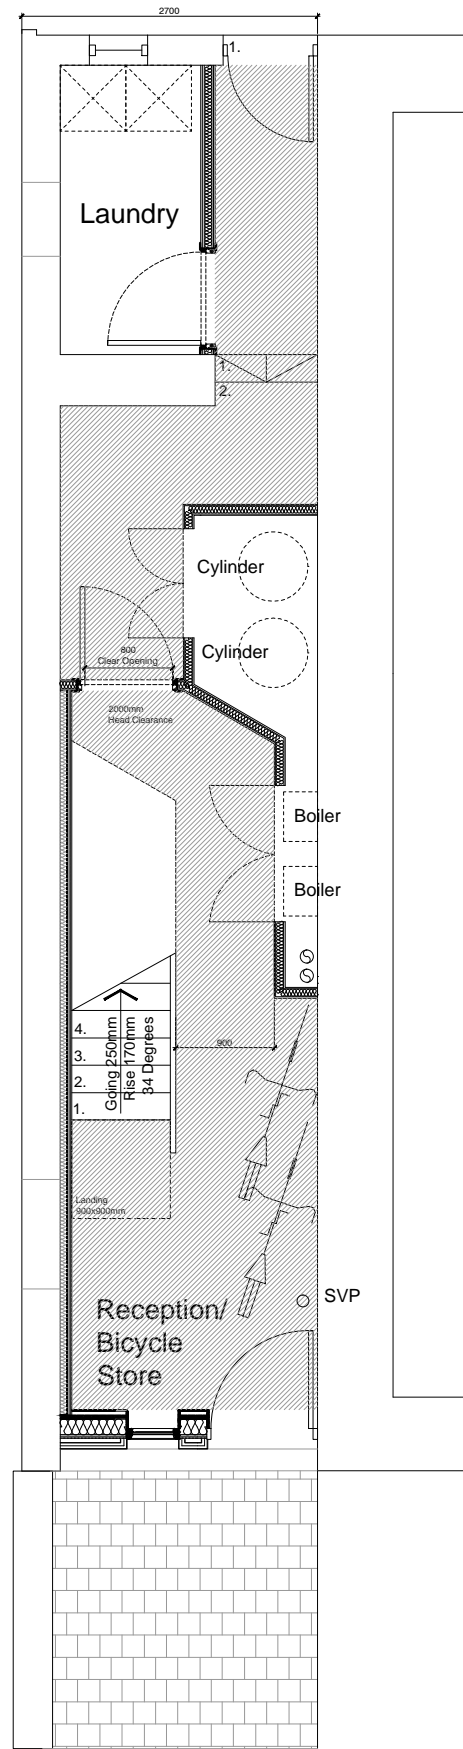 2700
1.
Laundry
1.
2.
Cylinder
Cylinder
800
Clear Opening
2000mm
Head Clearance
Boiler
Boiler
4.
3.
2.
1.
Going 250mm
Rise 170mm
34 Degrees
900
Landing
900x900mm
SVP
Reception/
Bicycle
Store